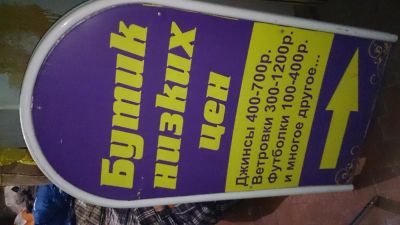 Бутик
низких
цен
Джинсы 400-700р.
Ветровки 300-1200р.
Футболки 100-400р.
и многое другое...